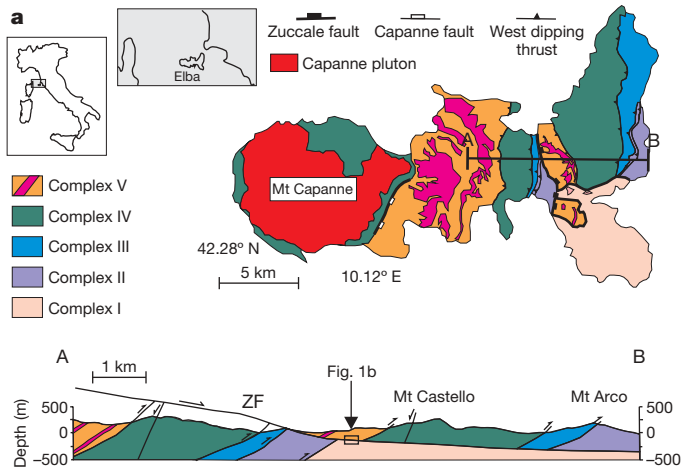 a
Elba
Zuccale fault
Capanne fault
West dipping
thrust
Capanne pluton
A
B
Mt Capanne
Complex V
Complex IV
Complex III
Complex II
Complex I
42.28° N
10.12° E
5 km
A
B
1 km
Fig. 1b
ZF
Mt Castello
Mt Arco
Depth (m)
500
0
–500
500
0
–500